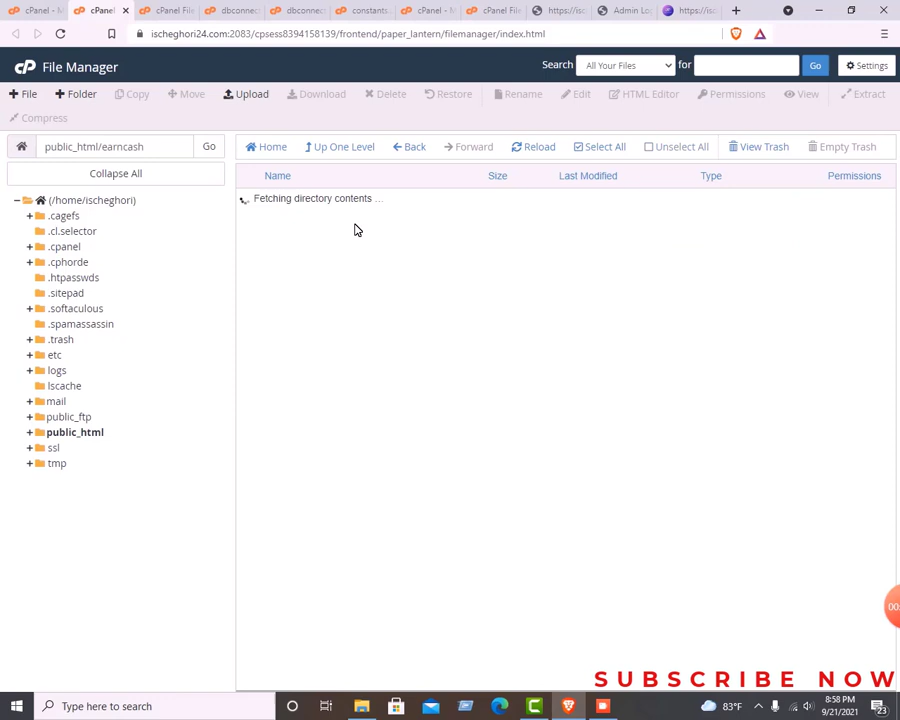 cPanel - M
cPanel
cPanel File
dbconnec
dbconnec
constants.
cPanel - M
cPanel File
https://isc
Admin Log
https://isc
ischeghori24.com:2083/cpsess8394158139/frontend/paper_lantern/filemanager/index.html
cP File Manager
Search All Your Files for Go Settings
File Folder Copy Move Upload Download Delete Restore Rename Edit HTML Editor Permissions View Extract
Compress
public_html/earncash Go
Home Up One Level Back Forward Reload Select All Unselect All View Trash Empty Trash
Collapse All
Name Size Last Modified Type Permissions
Fetching directory contents ...
(/home/ischeghori)
.cagefs
.cl.selector
.cpanel
.cphorde
.htpasswds
.sitepad
.softaculous
.spamassassin
.trash
etc
logs
lscache
mail
public_ftp
public_html
ssl
tmp
SUBSCRIBE NOW
Type here to search
83°F
8:58 PM
9/21/2021
23